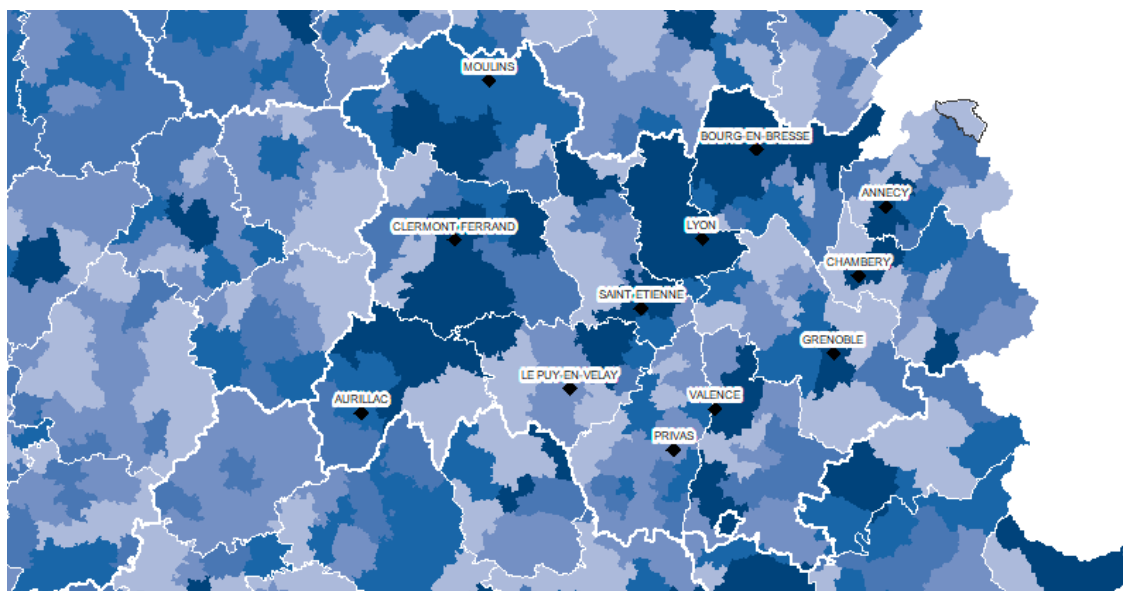 MOULINS
BOURG-EN-BRESSE
ANNECY
CLERMONT-FERRAND
LYON
CHAMBERY
SAINT-ETIENNE
GRENOBLE
LE PUY-EN-VELAY
AURILLAC
VALENCE
PRIVAS